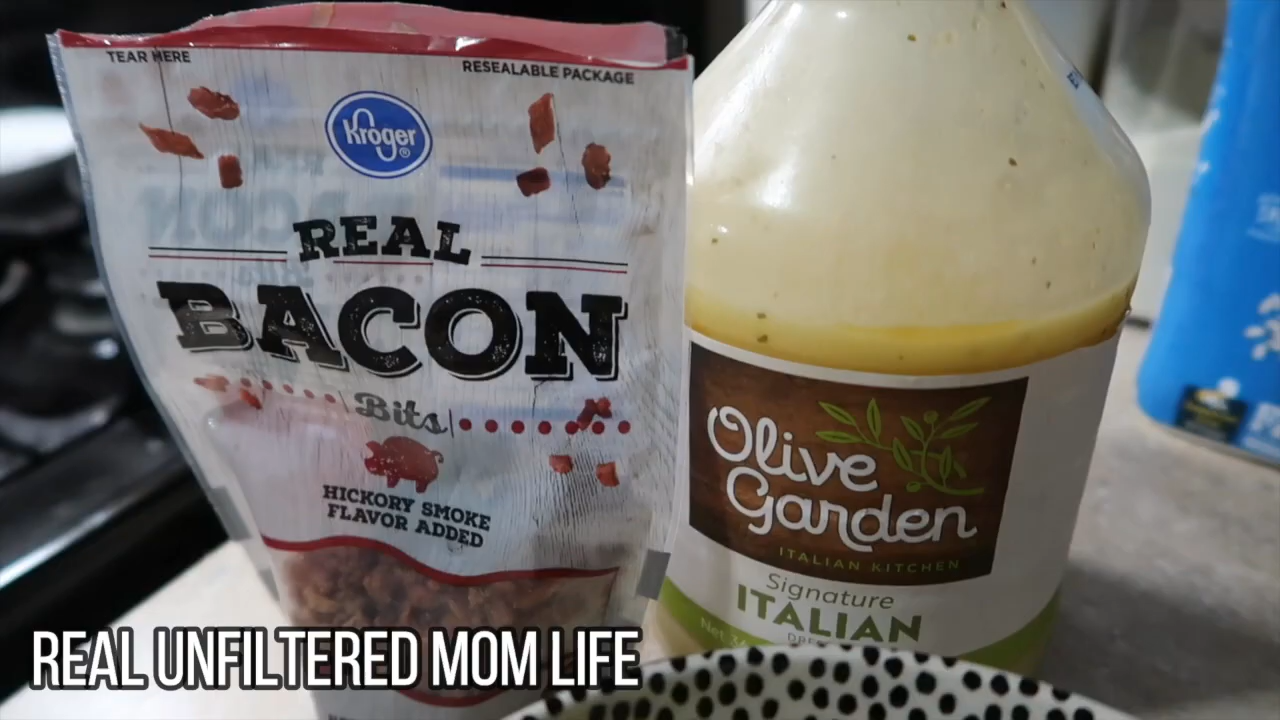 TEAR HERE
RESEALABLE PACKAGE
Kröger®
REAL
BACON
Bits
HICKORY SMOKE
FLAVOR ADDED
Olive
Garden
ITALIAN KITCHEN
Signature
ITALIAN
REAL UNFILTERED MOM LIFE